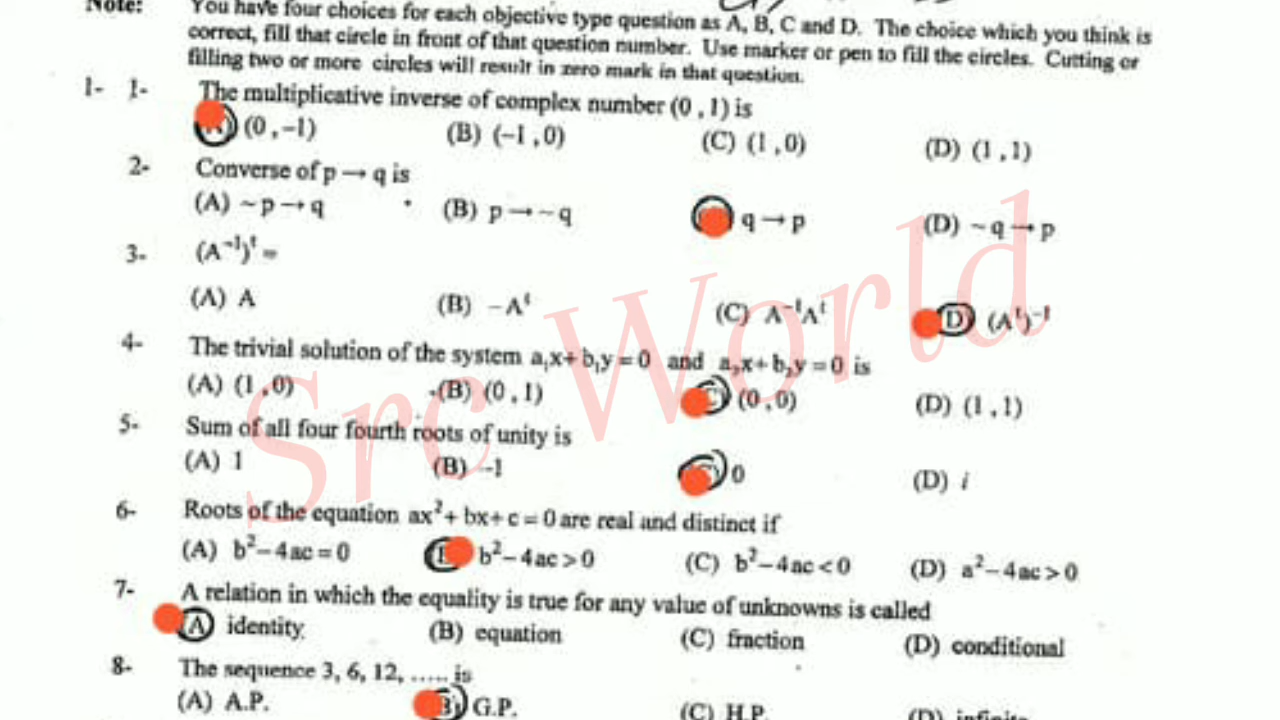 Note: You have four choices for each objective type question as A, B, C and D. The choice which you think is
correct, fill that circle in front of that question number. Use marker or pen to fill the circles. Cutting or
filling two or more circles will result in zero mark in that question.
1- 1- The multiplicative inverse of complex number (0 , 1) is
(0 , −1) (B) (−1 , 0) (C) (1 , 0) (D) (1 , 1)
2- Converse of p → q is
(A) ~p → q (B) p → ~q q → p (D) ~q → p
3- (A⁻¹)ᵗ =
(A) A (B) −Aᵗ (C) A⁻¹Aᵗ (D) (Aᵗ)⁻¹
4- The trivial solution of the system a₁x + b₁y = 0 and a₂x + b₂y = 0 is
(A) (1 , 0) (B) (0 , 1) (0 , 0) (D) (1 , 1)
5- Sum of all four fourth roots of unity is
(A) 1 (B) −1 0 (D) i
6- Roots of the equation ax² + bx + c = 0 are real and distinct if
(A) b² − 4ac = 0 b² − 4ac > 0 (C) b² − 4ac < 0 (D) a² − 4ac > 0
7- A relation in which the equality is true for any value of unknowns is called
(A) identity (B) equation (C) fraction (D) conditional
8- The sequence 3, 6, 12, ..... is
(A) A.P. (B) G.P. (C) H.P. (D) infinite
Src World